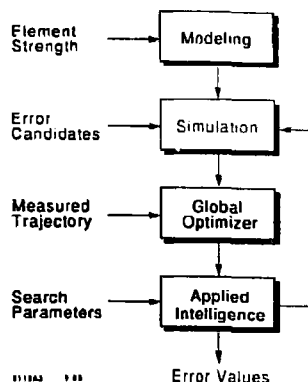 Element
Strength
Modeling
Error
Candidates
Simulation
Measured
Trajectory
Global
Optimizer
Search
Parameters
Applied
Intelligence
Error Values